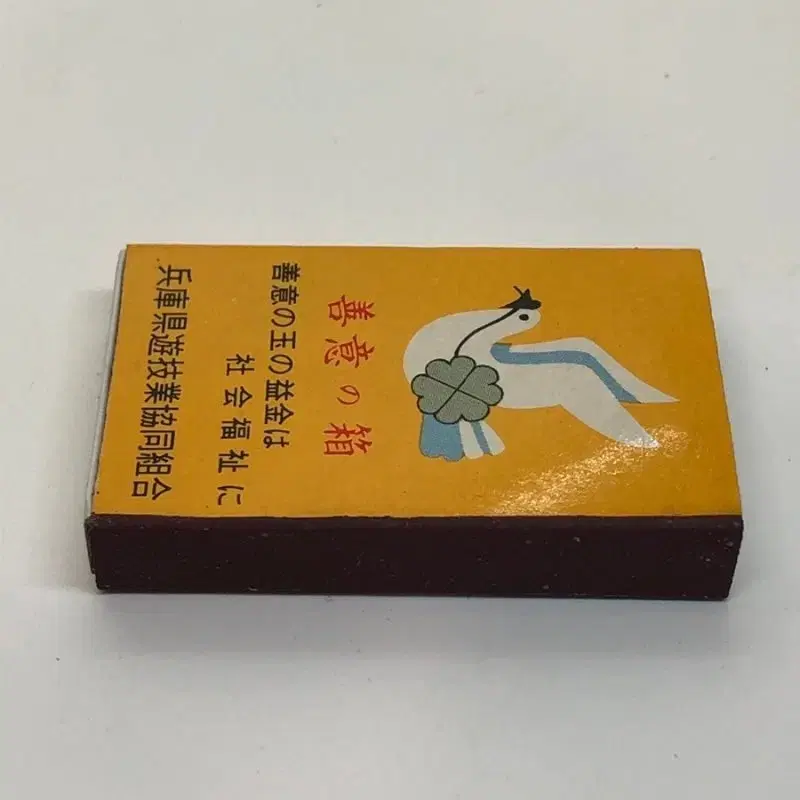 善意の箱
善意の玉の益金は
社会福祉に
兵庫県遊技業協同組合